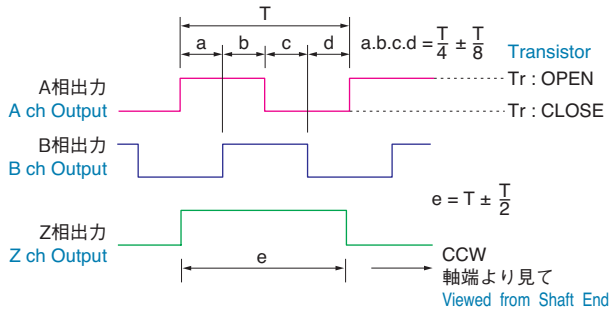 T
a b c d
a.b.c.d = T/4 ± T/8
Transistor
A相出力
A ch Output
Tr : OPEN
Tr : CLOSE
B相出力
B ch Output
e = T ± T/2
Z相出力
Z ch Output
e
CCW
軸端より見て
Viewed from Shaft End